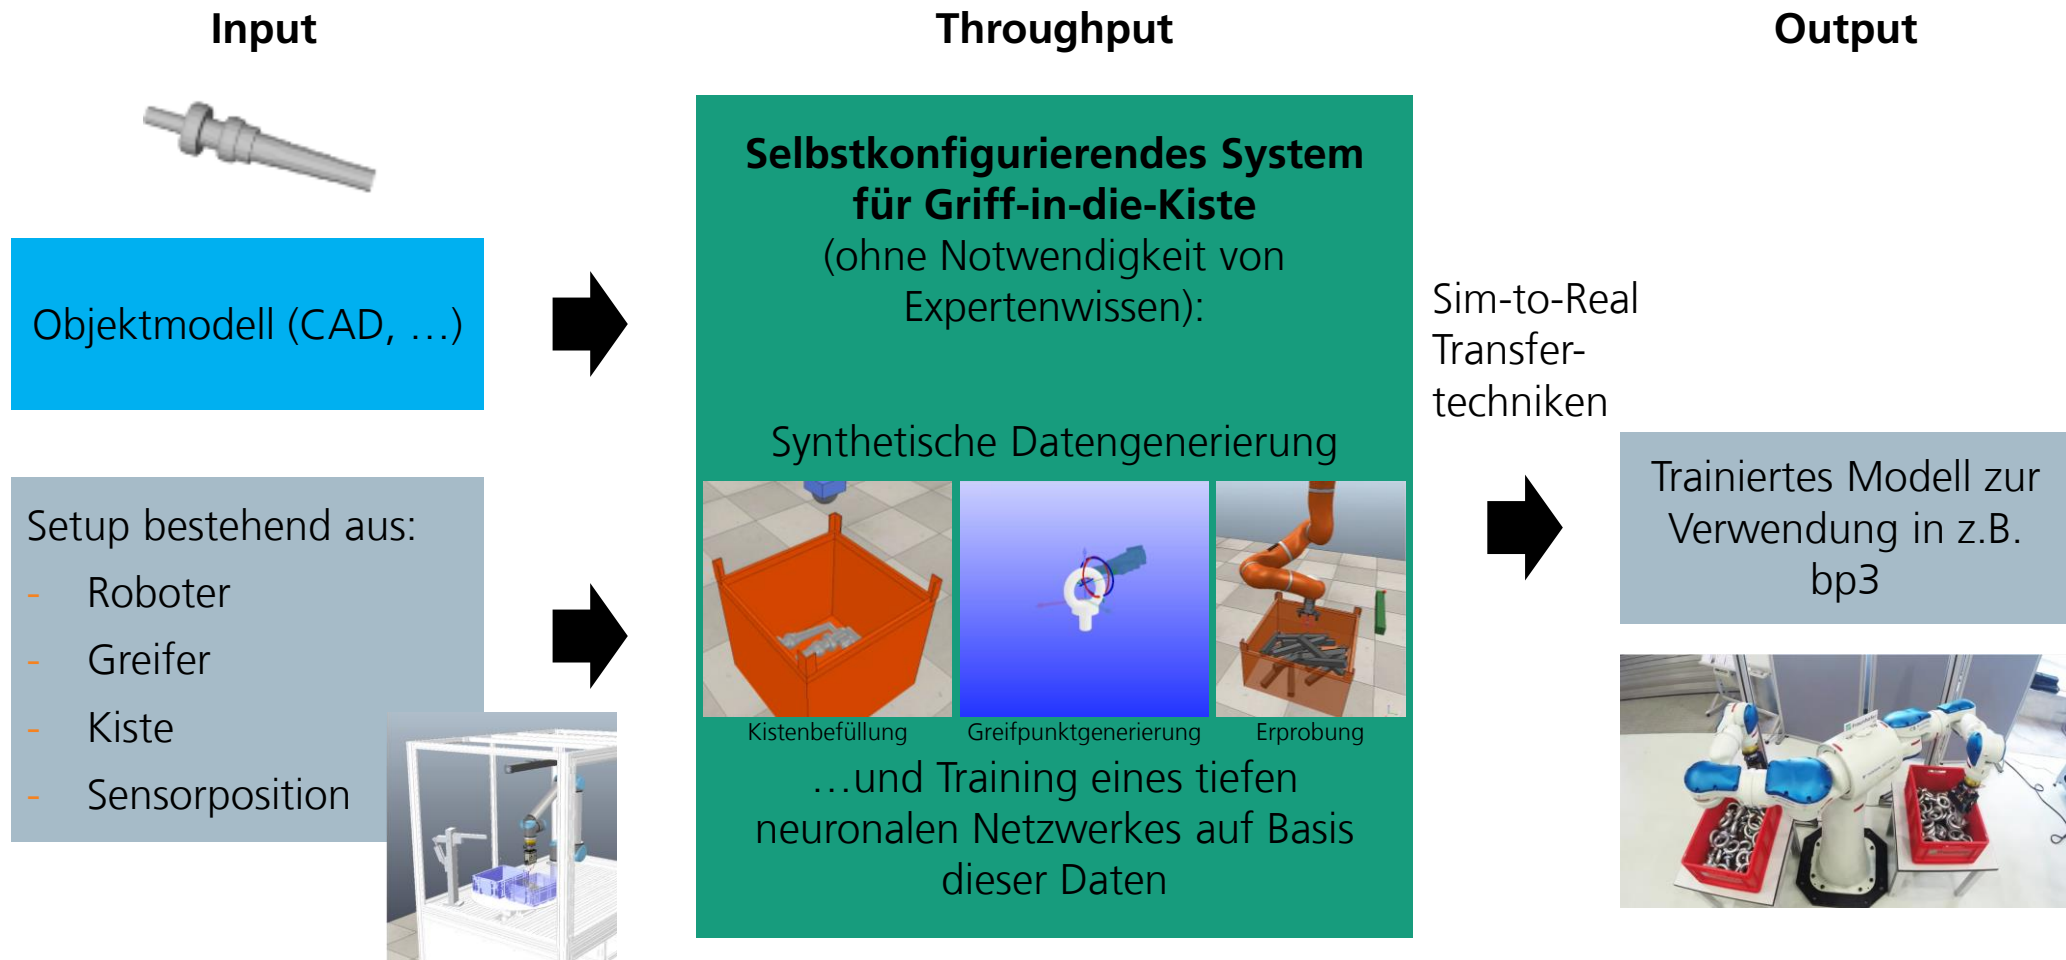 Input
Throughput
Output
Objektmodell (CAD, …)
Setup bestehend aus:
- Roboter
- Greifer
- Kiste
- Sensorposition
Selbstkonfigurierendes System
für Griff-in-die-Kiste
(ohne Notwendigkeit von
Expertenwissen):
Synthetische Datengenerierung
Kistenbefüllung
Greifpunktgenerierung
Erprobung
…und Training eines tiefen
neuronalen Netzwerkes auf Basis
dieser Daten
Sim-to-Real
Transfer-
techniken
Trainiertes Modell zur
Verwendung in z.B.
bp3